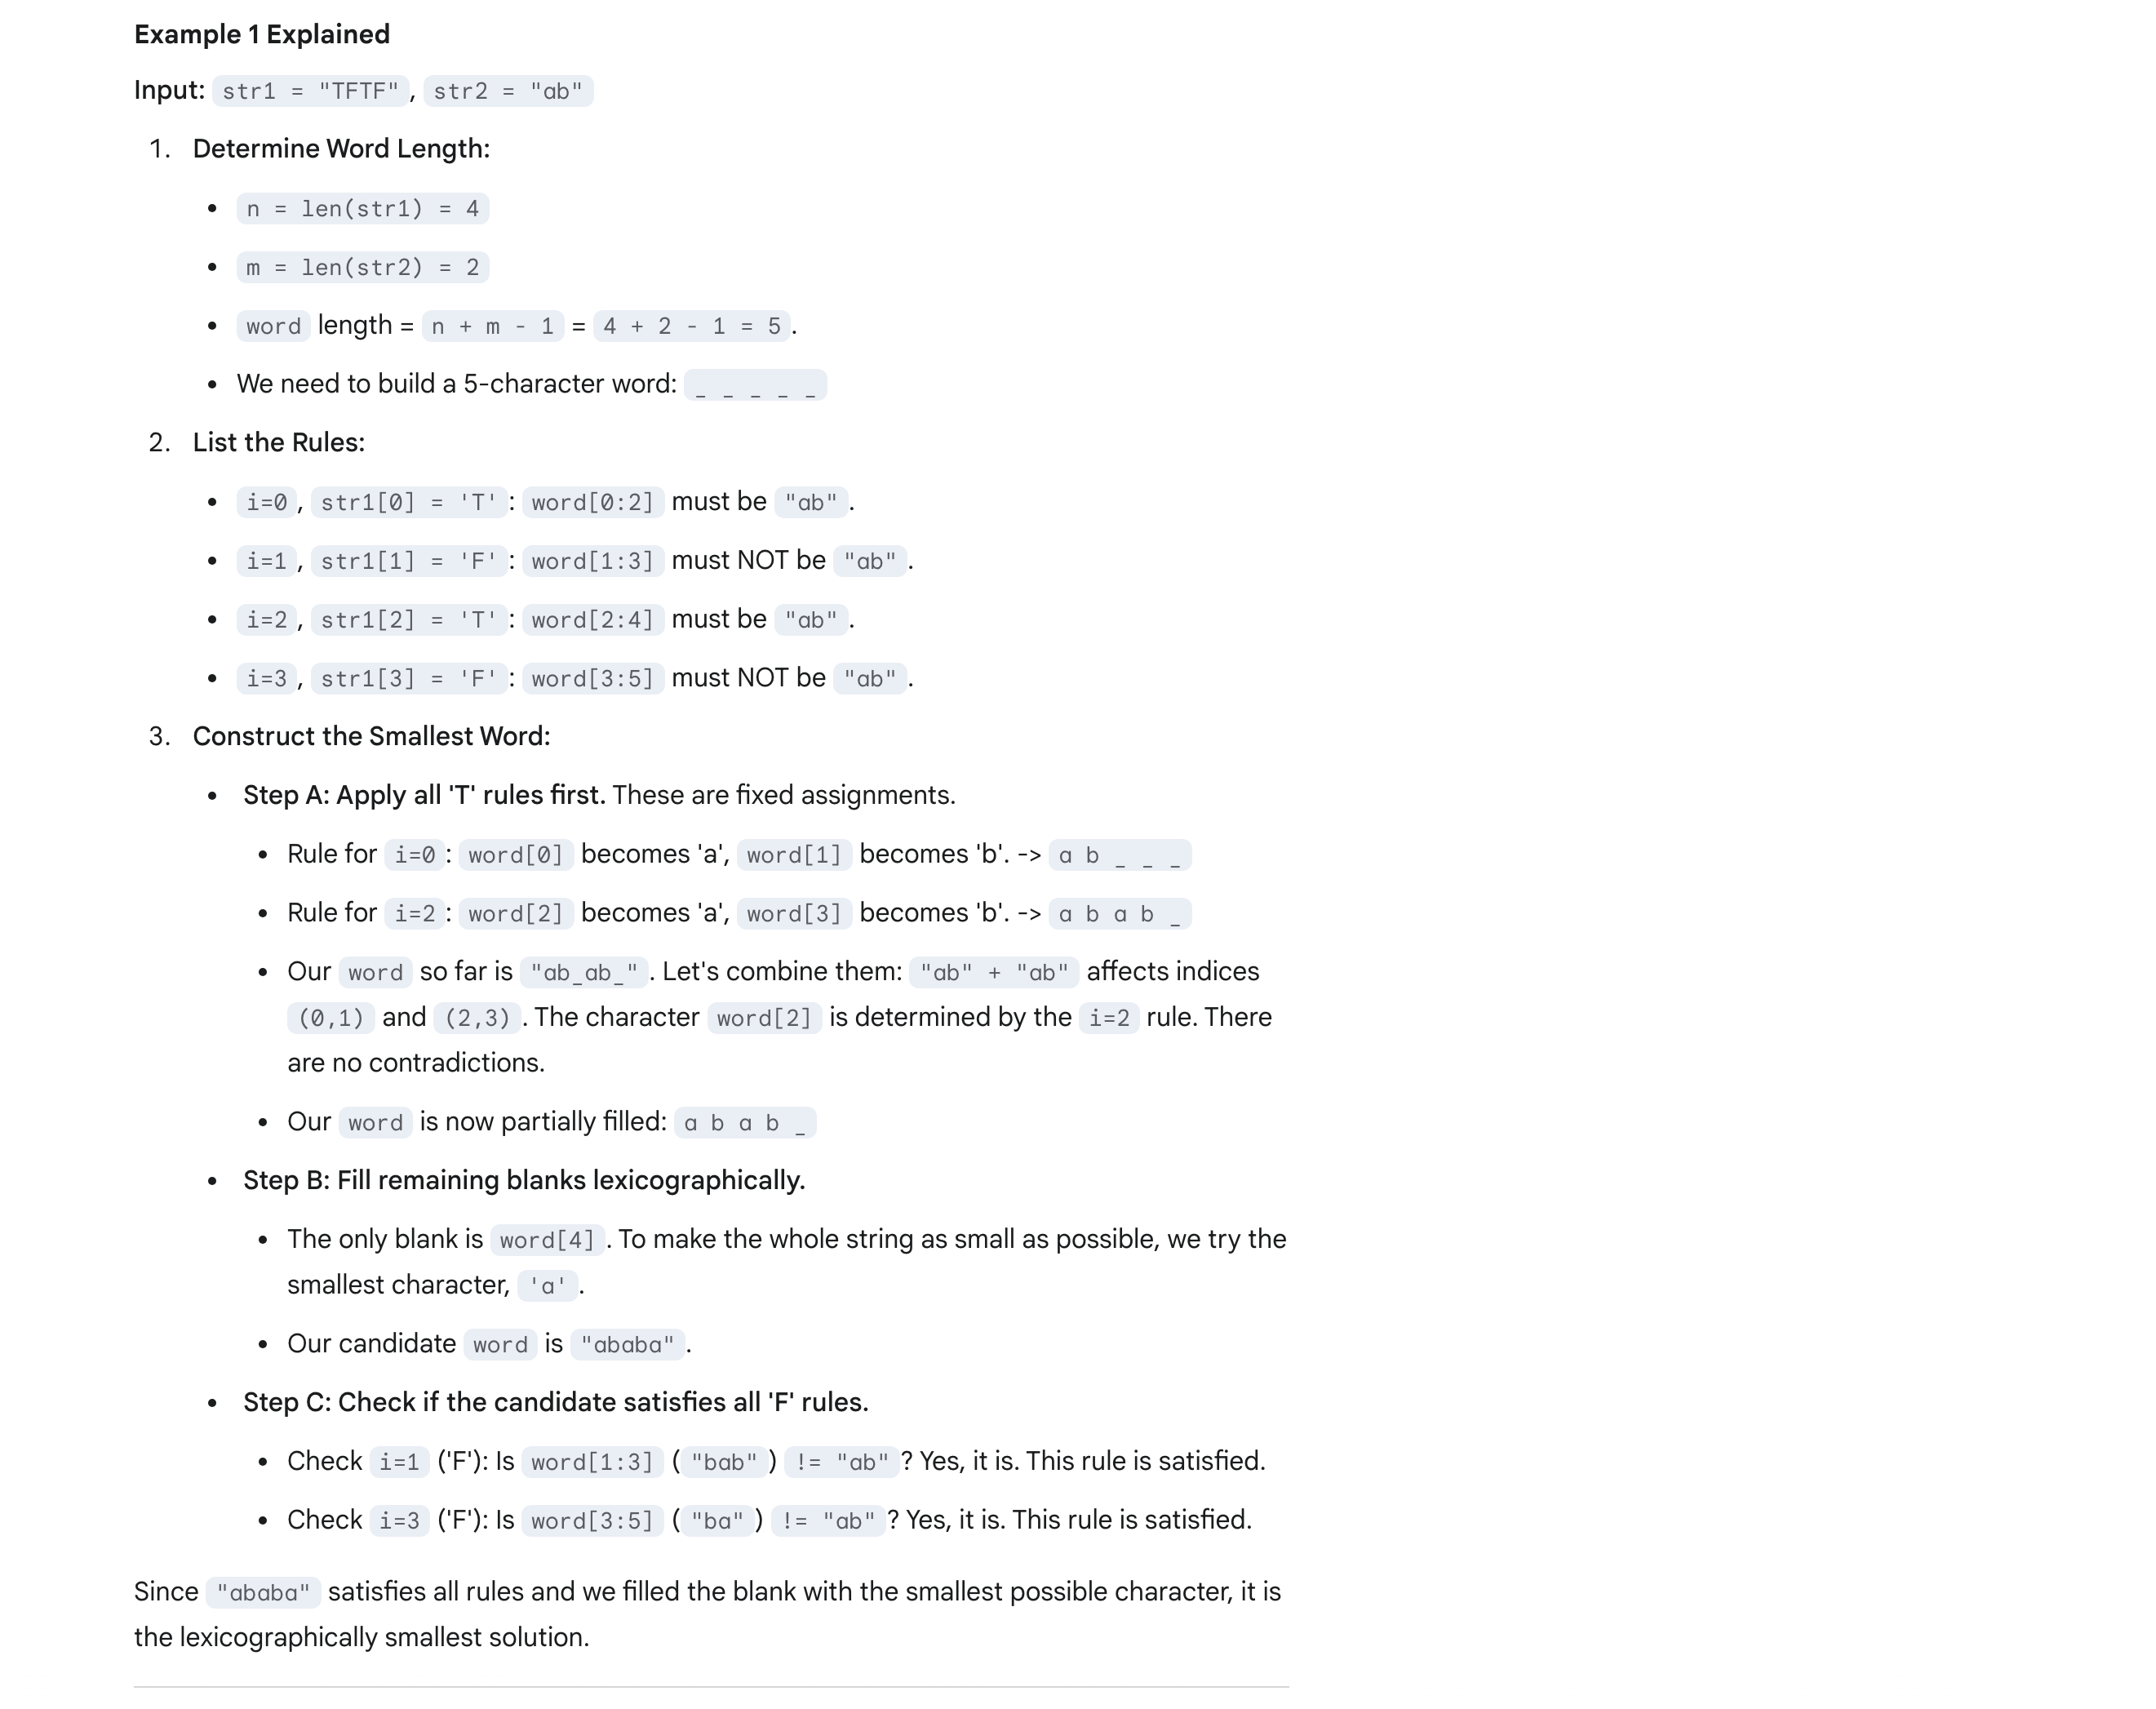 Example 1 Explained
Input: str1 = "TFTF", str2 = "ab"
1. Determine Word Length:
• n = len(str1) = 4
• m = len(str2) = 2
• word length = n + m - 1 = 4 + 2 - 1 = 5.
• We need to build a 5-character word: _ _ _ _ _
2. List the Rules:
• i=0, str1[0] = 'T': word[0:2] must be "ab".
• i=1, str1[1] = 'F': word[1:3] must NOT be "ab".
• i=2, str1[2] = 'T': word[2:4] must be "ab".
• i=3, str1[3] = 'F': word[3:5] must NOT be "ab".
3. Construct the Smallest Word:
• Step A: Apply all 'T' rules first. These are fixed assignments.
• Rule for i=0: word[0] becomes 'a', word[1] becomes 'b'. -> a b _ _ _
• Rule for i=2: word[2] becomes 'a', word[3] becomes 'b'. -> a b a b _
• Our word so far is "ab_ab_". Let's combine them: "ab" + "ab" affects indices
(0,1) and (2,3). The character word[2] is determined by the i=2 rule. There
are no contradictions.
• Our word is now partially filled: a b a b _
• Step B: Fill remaining blanks lexicographically.
• The only blank is word[4]. To make the whole string as small as possible, we try the
smallest character, 'a'.
• Our candidate word is "ababa".
• Step C: Check if the candidate satisfies all 'F' rules.
• Check i=1 ('F'): Is word[1:3] ("bab") != "ab"? Yes, it is. This rule is satisfied.
• Check i=3 ('F'): Is word[3:5] ("ba") != "ab"? Yes, it is. This rule is satisfied.
Since "ababa" satisfies all rules and we filled the blank with the smallest possible character, it is
the lexicographically smallest solution.